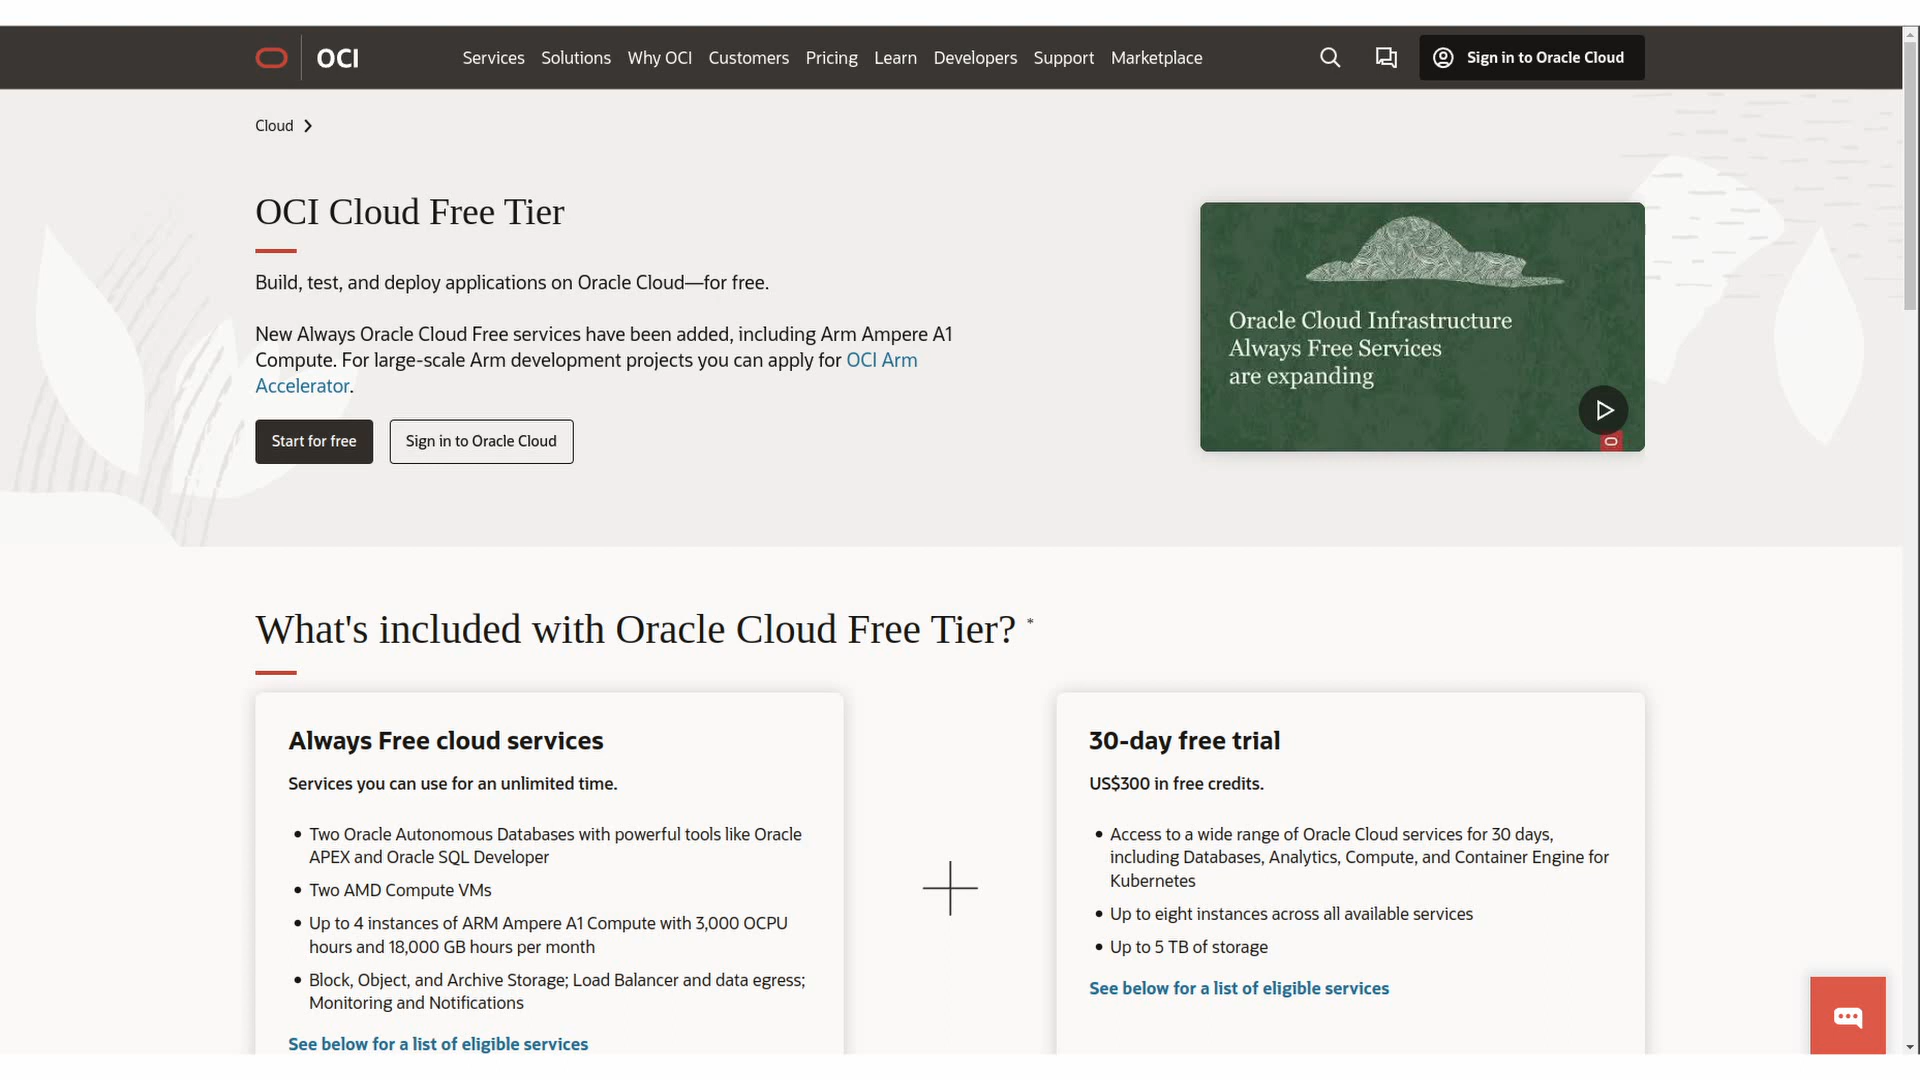 OCI
Services Solutions Why OCI Customers Pricing Learn Developers Support Marketplace
Sign in to Oracle Cloud
Cloud
OCI Cloud Free Tier
Build, test, and deploy applications on Oracle Cloud—for free.
New Always Oracle Cloud Free services have been added, including Arm Ampere A1
Compute. For large-scale Arm development projects you can apply for OCI Arm
Accelerator.
Start for free
Sign in to Oracle Cloud
Oracle Cloud Infrastructure
Always Free Services
are expanding
What's included with Oracle Cloud Free Tier? *
Always Free cloud services
Services you can use for an unlimited time.
• Two Oracle Autonomous Databases with powerful tools like Oracle
APEX and Oracle SQL Developer
• Two AMD Compute VMs
• Up to 4 instances of ARM Ampere A1 Compute with 3,000 OCPU
hours and 18,000 GB hours per month
• Block, Object, and Archive Storage; Load Balancer and data egress;
Monitoring and Notifications
See below for a list of eligible services
30-day free trial
US$300 in free credits.
• Access to a wide range of Oracle Cloud services for 30 days,
including Databases, Analytics, Compute, and Container Engine for
Kubernetes
• Up to eight instances across all available services
• Up to 5 TB of storage
See below for a list of eligible services